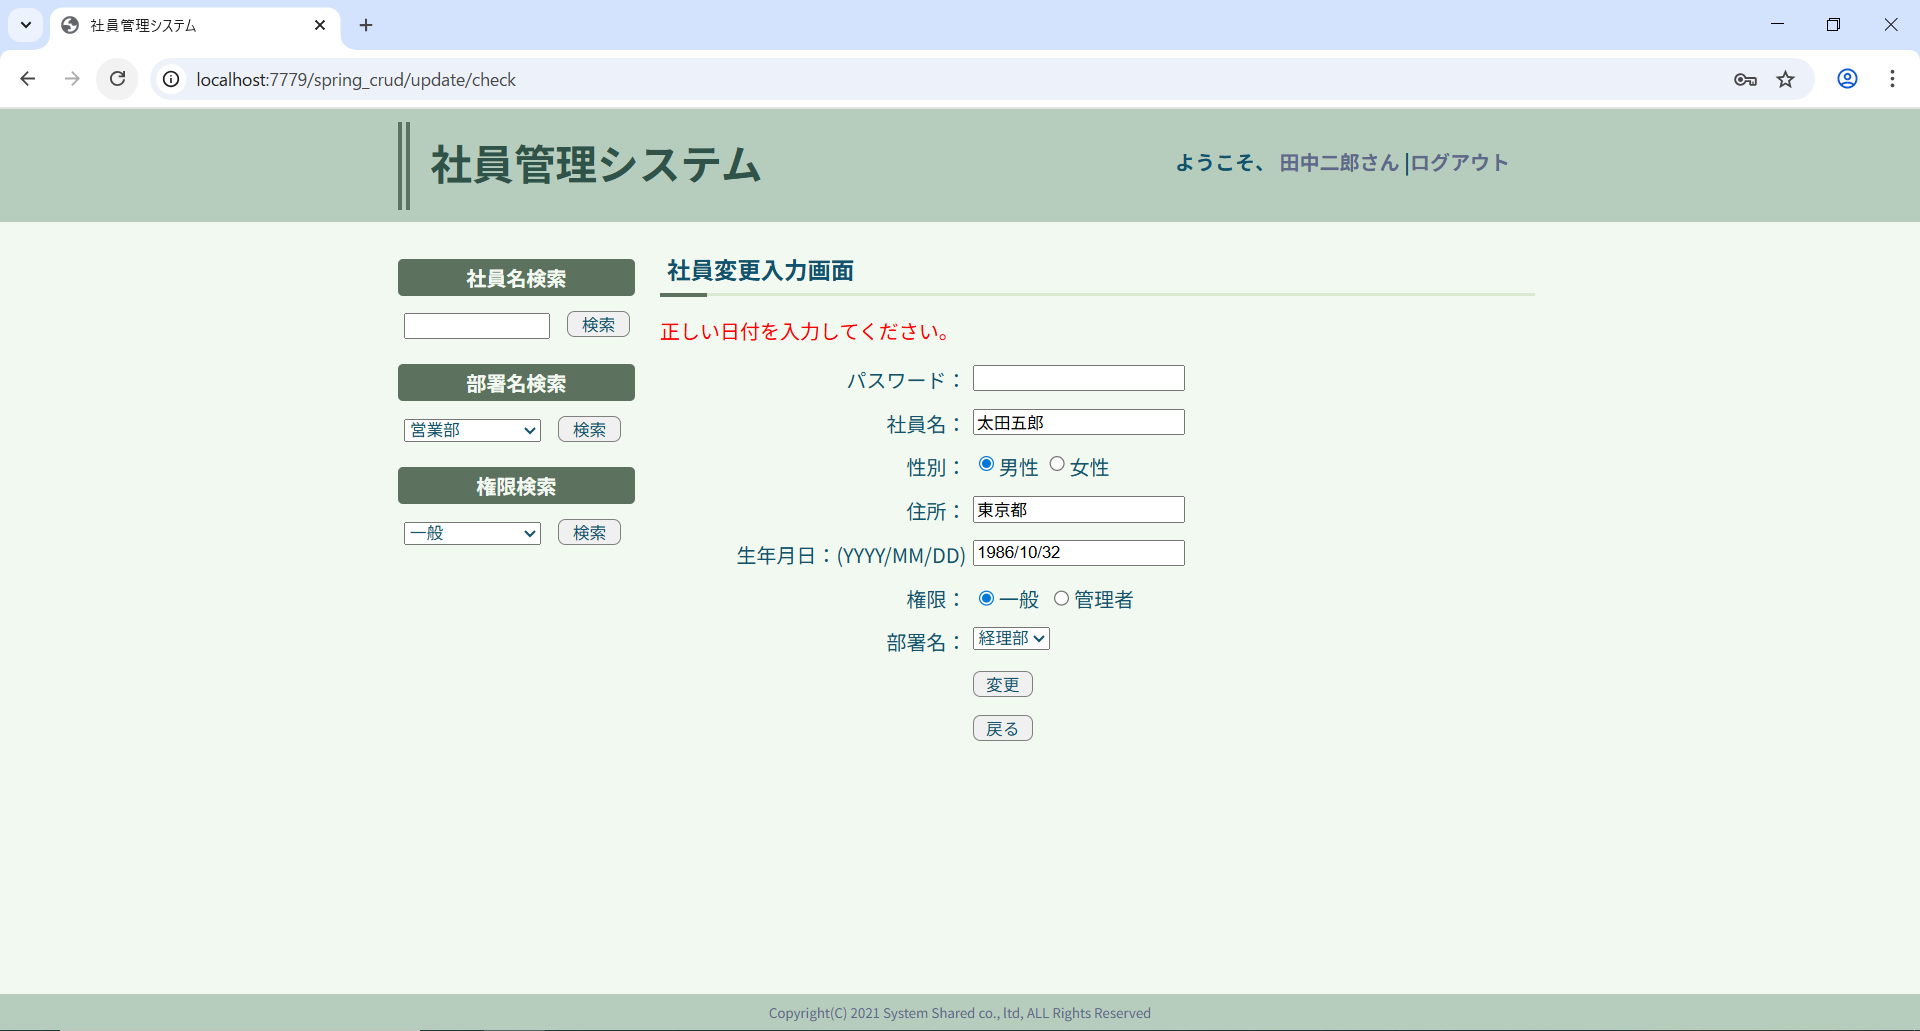 社員管理システム
localhost:7779/spring_crud/update/check
社員管理システム
ようこそ、 田中二郎さん |ログアウト
社員名検索
検索
部署名検索
営業部 検索
権限検索
一般 検索
社員変更入力画面
正しい日付を入力してください。
パスワード：
社員名： 太田五郎
性別： 男性 女性
住所： 東京都
生年月日：(YYYY/MM/DD) 1986/10/32
権限： 一般 管理者
部署名： 経理部
変更
戻る
Copyright(C) 2021 System Shared co., ltd, ALL Rights Reserved